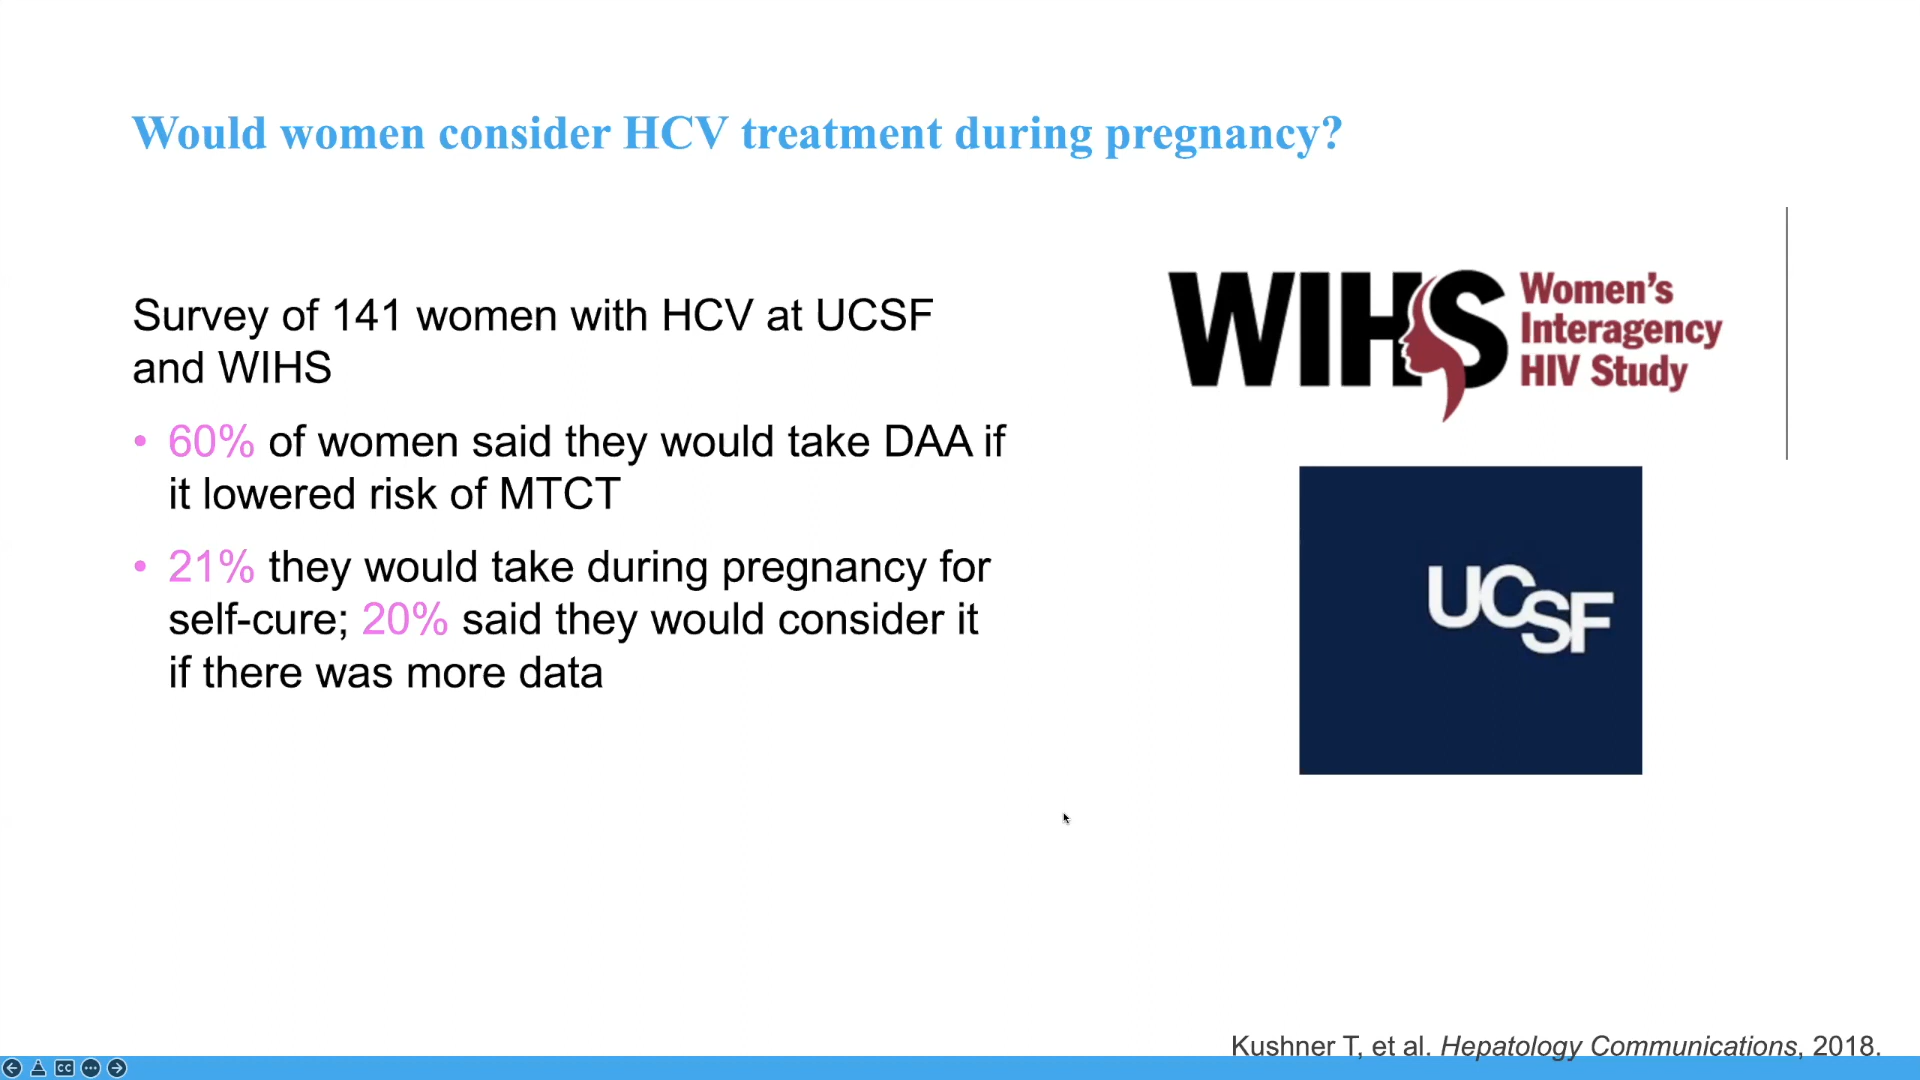 Would women consider HCV treatment during pregnancy?
Survey of 141 women with HCV at UCSF
and WIHS
• 60% of women said they would take DAA if
it lowered risk of MTCT
• 21% they would take during pregnancy for
self-cure; 20% said they would consider it
if there was more data
WIHS
Women's
Interagency
HIV Study
UCSF
Kushner T, et al. Hepatology Communications, 2018.
CC